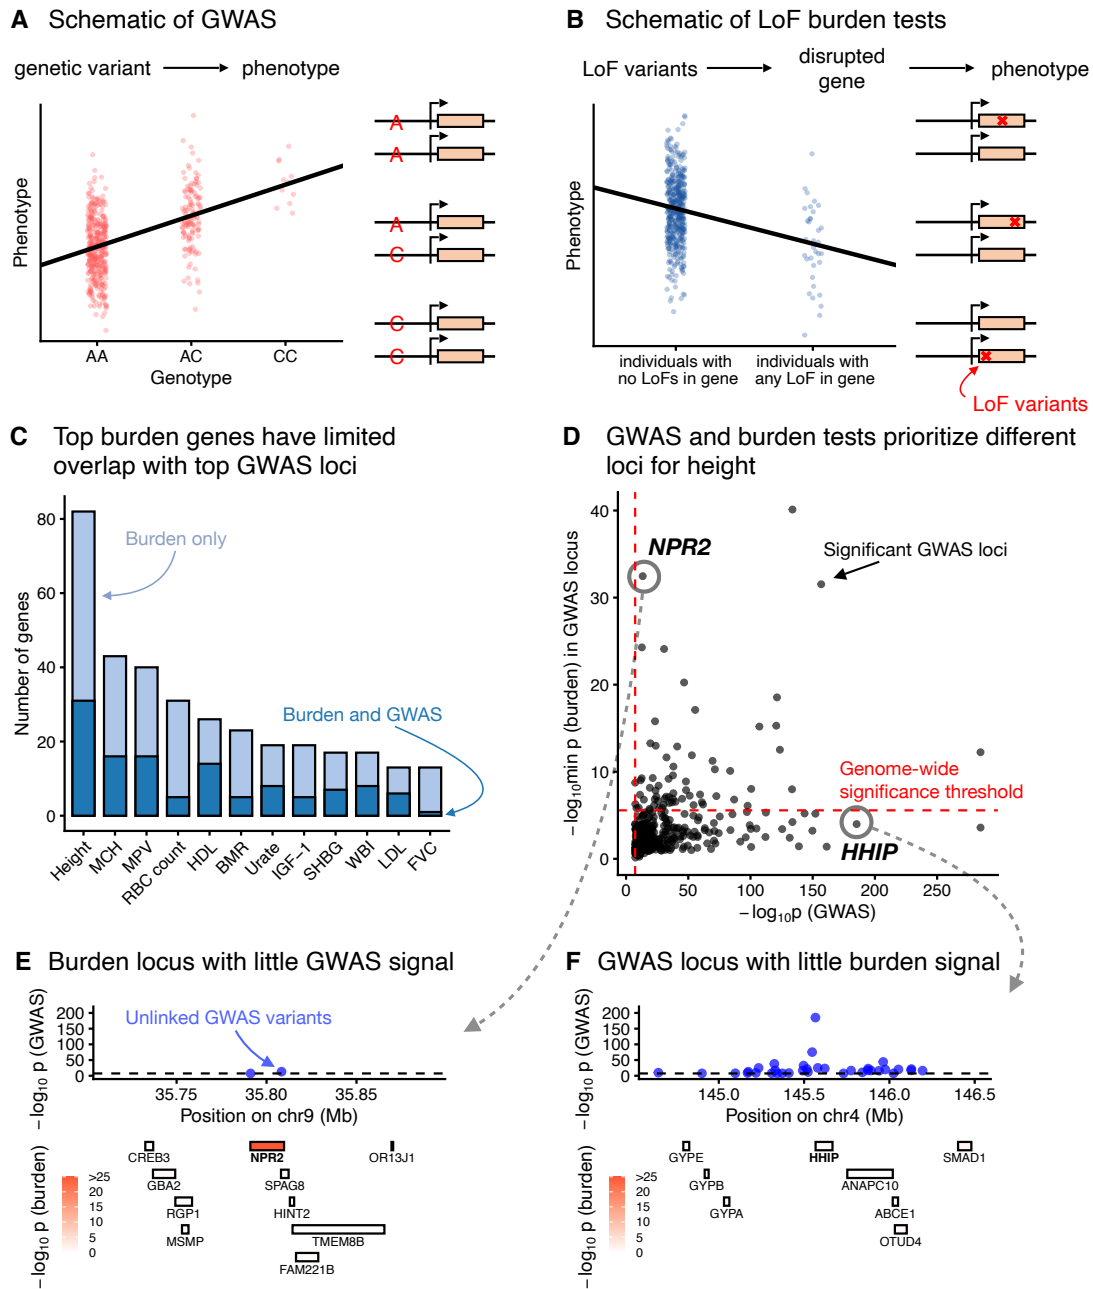 A Schematic of GWAS
genetic variant
phenotype
Phenotype
AA
AC
CC
Genotype
A
A
A
C
C
C
B Schematic of LoF burden tests
LoF variants
disrupted
gene
phenotype
Phenotype
individuals with
no LoFs in gene
individuals with
any LoF in gene
LoF variants
C Top burden genes have limited
overlap with top GWAS loci
Number of genes
80
60
40
20
0
Burden only
Burden and GWAS
Height
MCH
MPV
RBC count
HDL
BMR
Urate
IGF−1
SHBG
WBI
LDL
FVC
D GWAS and burden tests prioritize different
loci for height
−log10min p (burden) in GWAS locus
40
30
20
10
0
NPR2
Significant GWAS loci
Genome-wide
significance threshold
HHIP
0 50 100 150 200 250
−log10p (GWAS)
E Burden locus with little GWAS signal
−log10 p (GWAS)
200
150
100
50
0
Unlinked GWAS variants
35.75 35.80 35.85
Position on chr9 (Mb)
−log10 p (burden)
>25
20
15
10
5
0
CREB3
NPR2
OR13J1
GBA2
SPAG8
RGP1
HINT2
MSMP
TMEM8B
FAM221B
F GWAS locus with little burden signal
−log10 p (GWAS)
200
150
100
50
0
145.0 145.5 146.0 146.5
Position on chr4 (Mb)
−log10 p (burden)
>25
20
15
10
5
0
GYPE
HHIP
SMAD1
GYPB
ANAPC10
GYPA
ABCE1
OTUD4